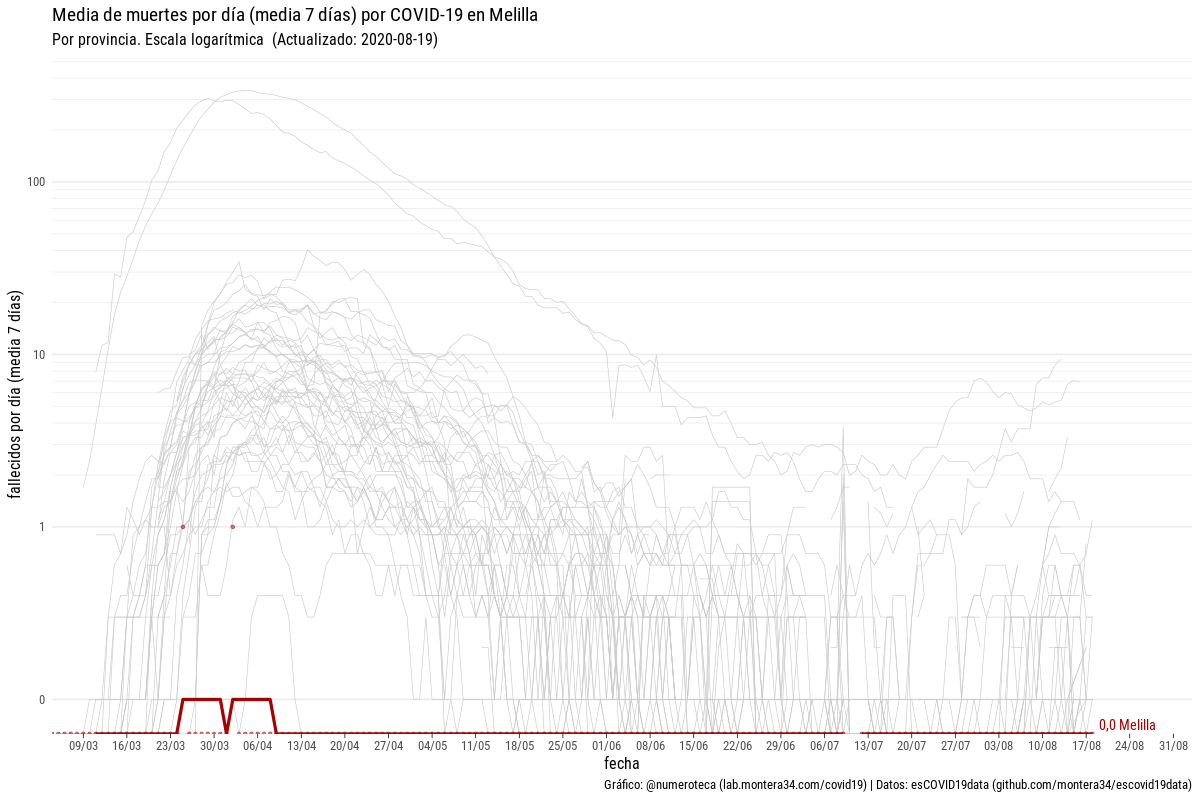 Media de muertes por día (media 7 días) por COVID-19 en Melilla
Por provincia. Escala logarítmica  (Actualizado: 2020-08-19)
fallecidos por día (media 7 días)
100
10
1
0
0,0 Melilla
09/03 16/03 23/03 30/03 06/04 13/04 20/04 27/04 04/05 11/05 18/05 25/05 01/06 08/06 15/06 22/06 29/06 06/07 13/07 20/07 27/07 03/08 10/08 17/08 24/08 31/08
fecha
Gráfico: @numeroteca (lab.montera34.com/covid19) | Datos: esCOVID19data (github.com/montera34/escovid19data)